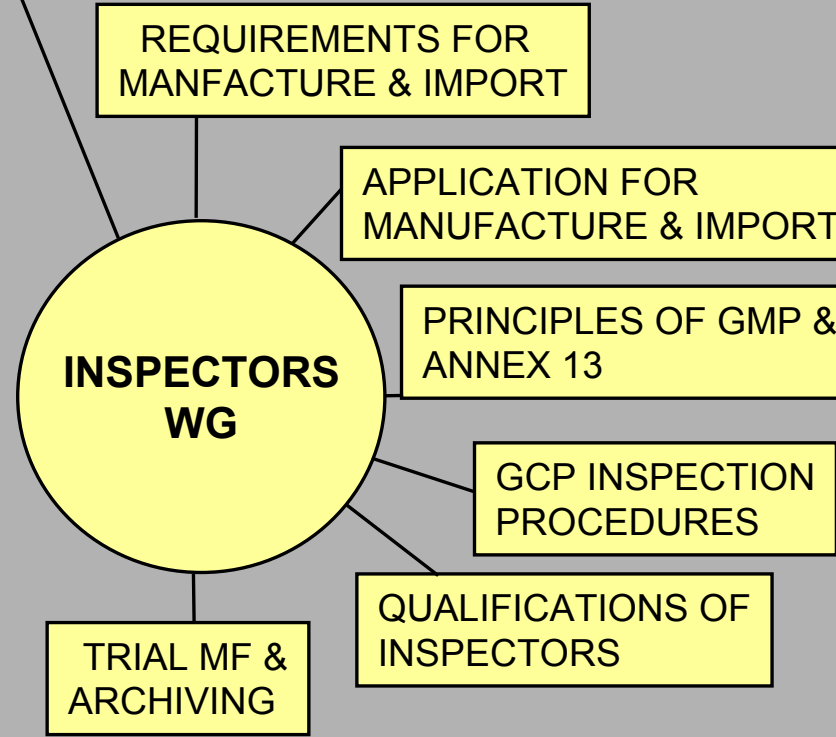 REQUIREMENTS FOR
MANFACTURE & IMPORT
APPLICATION FOR
MANUFACTURE & IMPORT
PRINCIPLES OF GMP &
ANNEX 13
INSPECTORS
WG
GCP INSPECTION
PROCEDURES
QUALIFICATIONS OF
INSPECTORS
TRIAL MF &
ARCHIVING